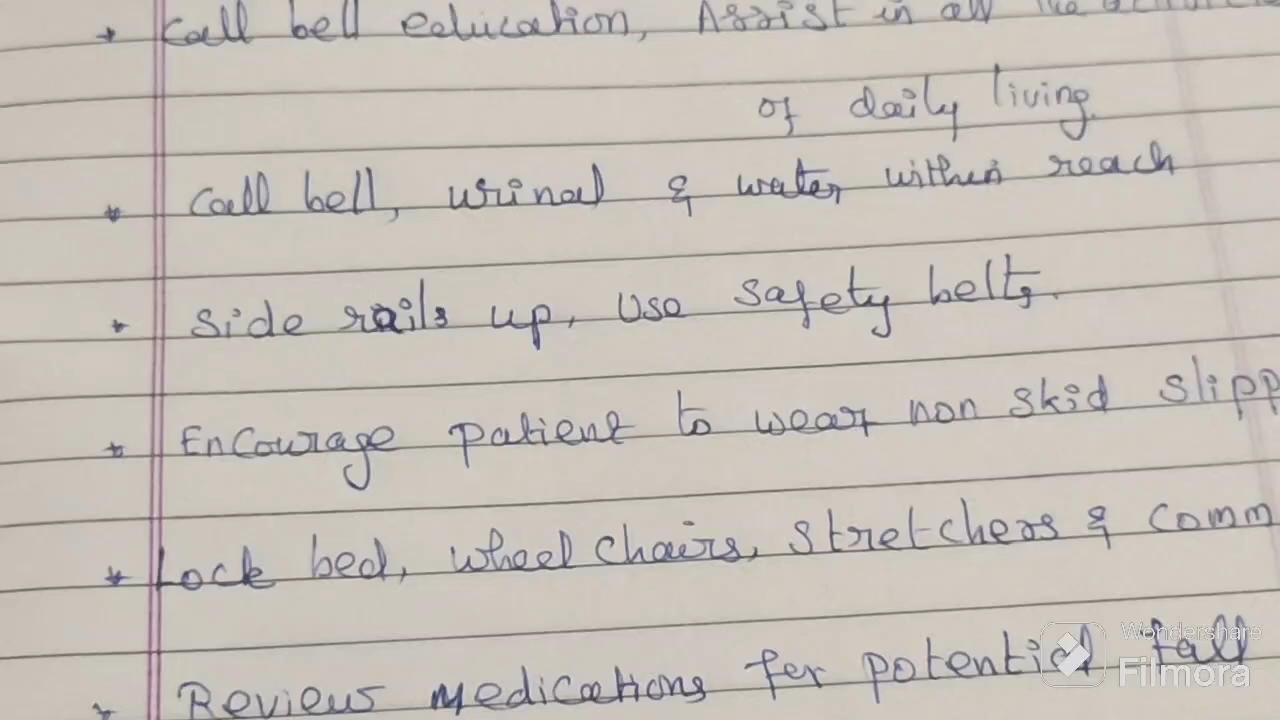 * Call bell education, Assist in all the
of daily living.
* Call bell, urinal & water within reach
* Side rails up, Use safety belts.
* Encourage patient to wear non skid slipp
* Lock bed, wheel chairs, stretchers & comm
* Review medications for potential fall
Wondershare
Filmora